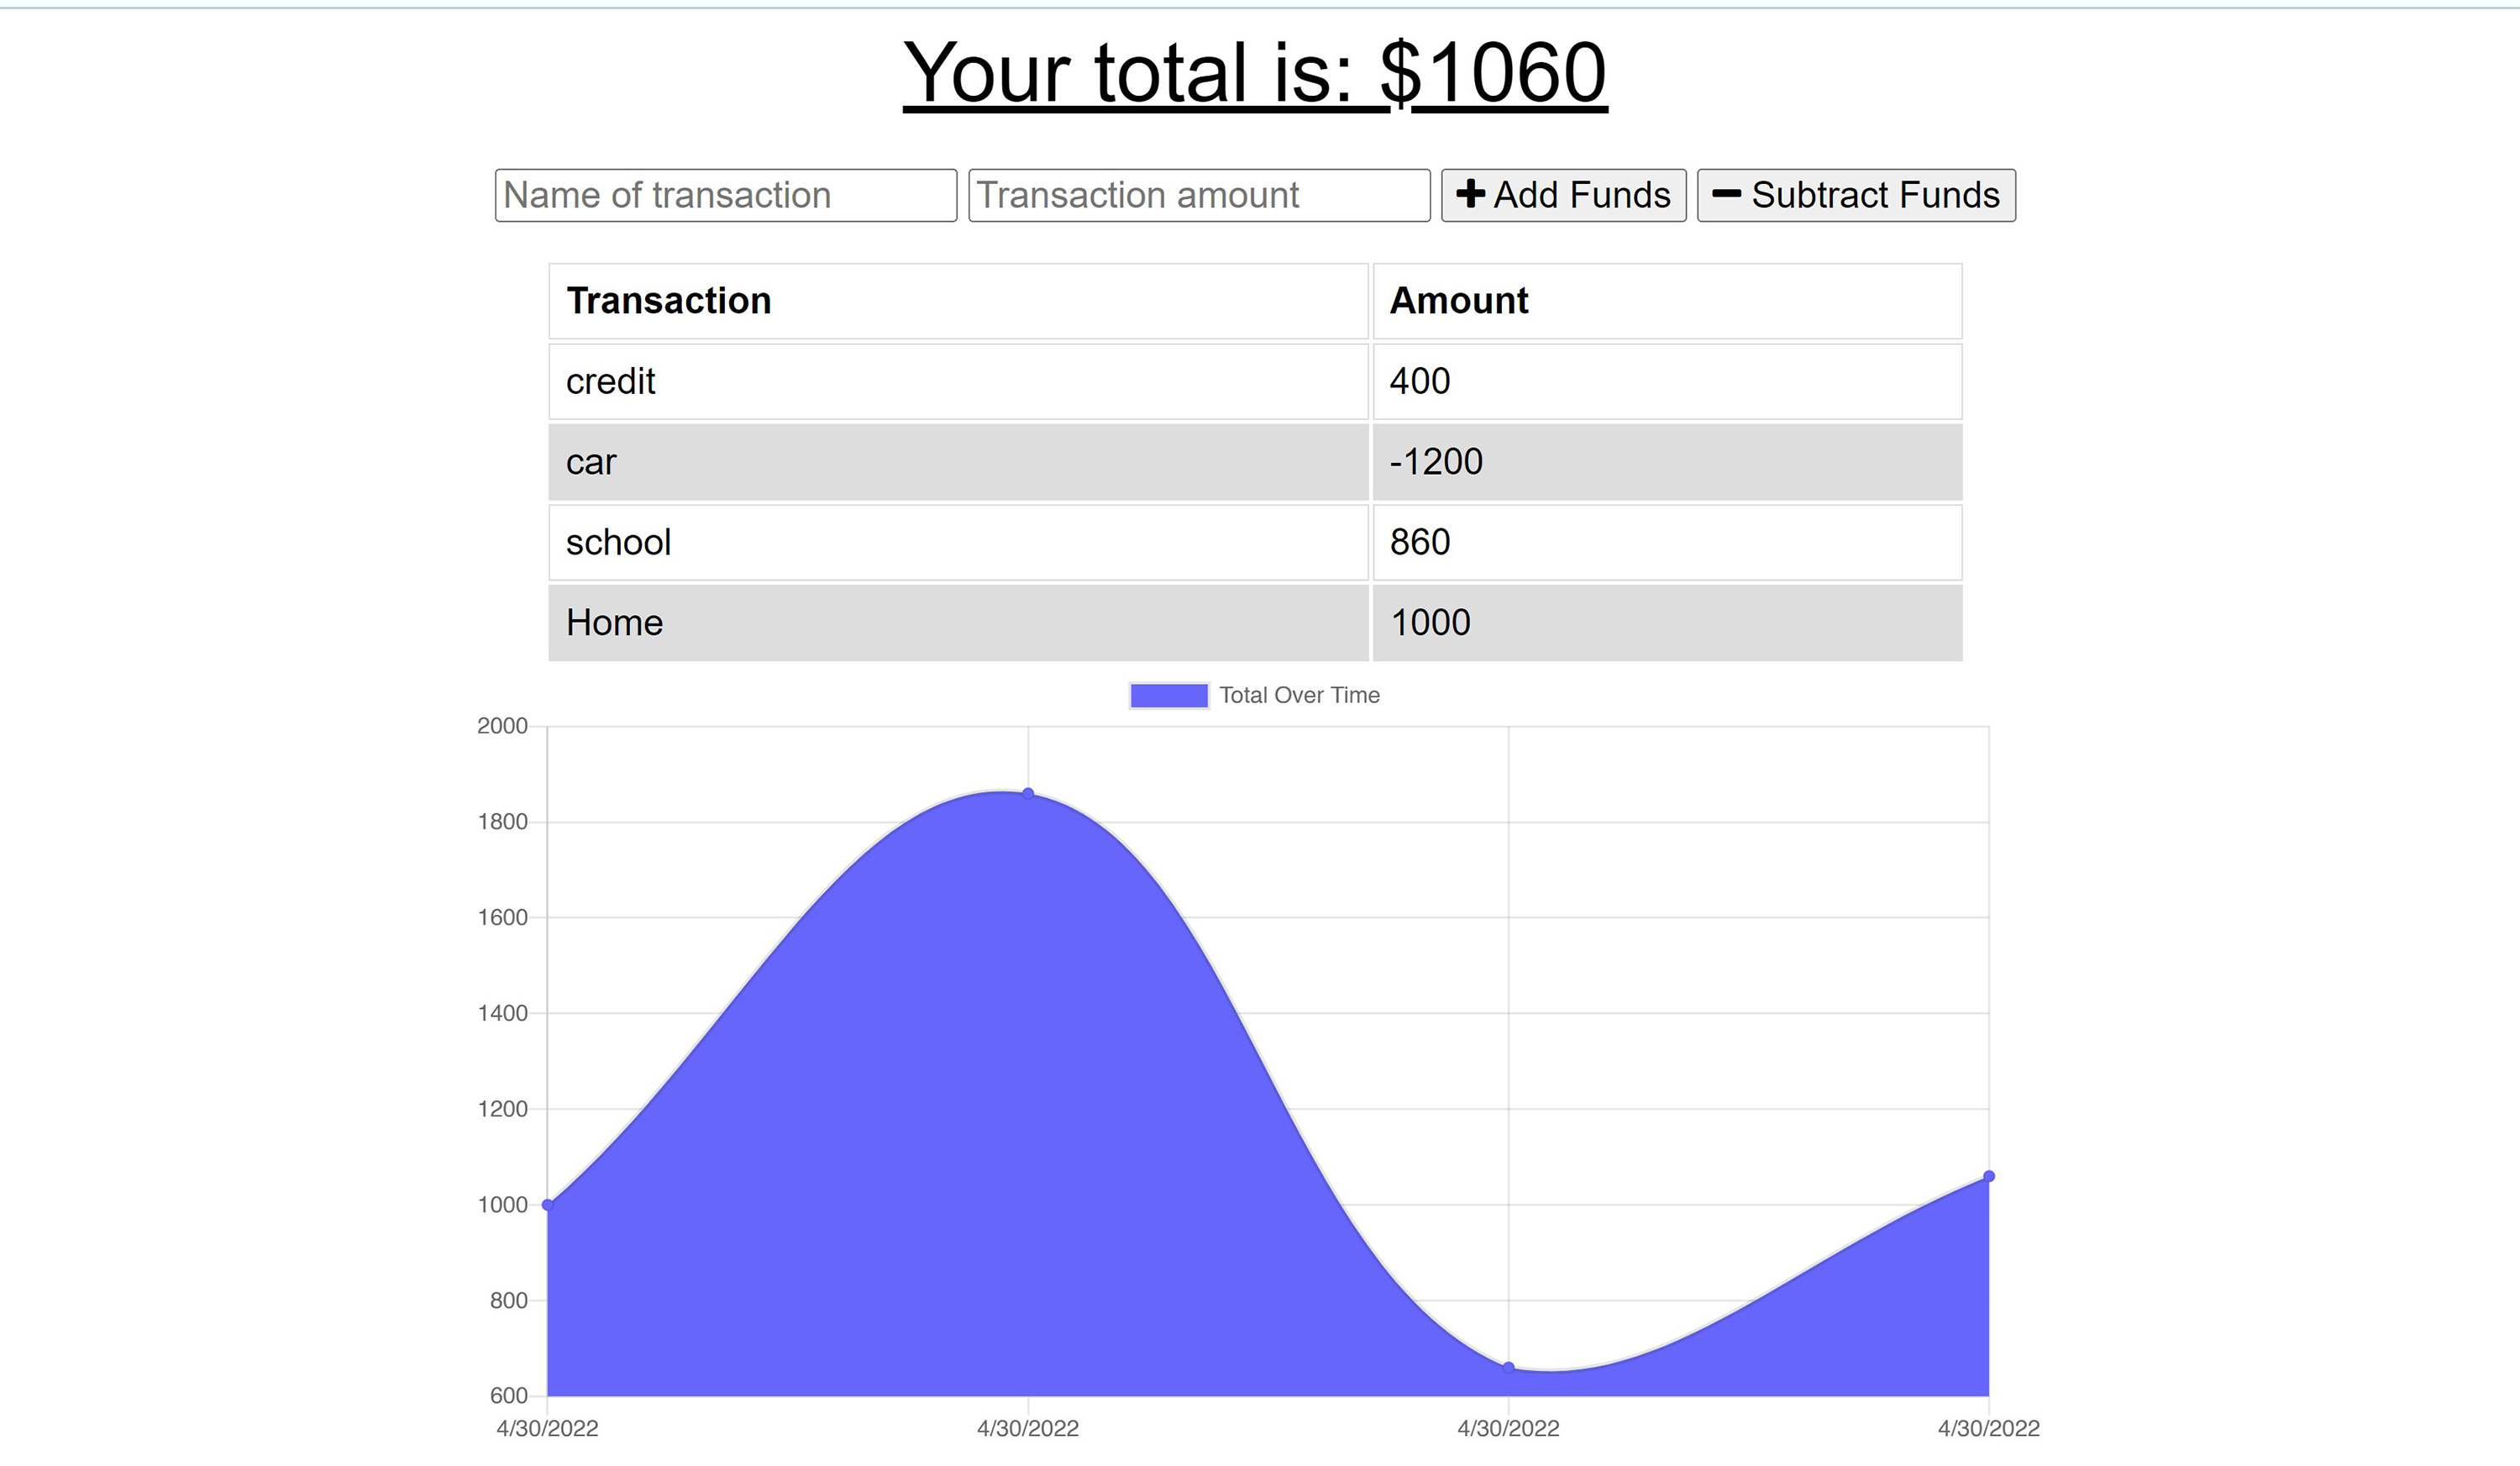 Your total is: $1060
Name of transaction Transaction amount Add Funds Subtract Funds
Transaction Amount
credit 400
car -1200
school 860
Home 1000
Total Over Time
2000
1800
1600
1400
1200
1000
800
600
4/30/2022 4/30/2022 4/30/2022 4/30/2022